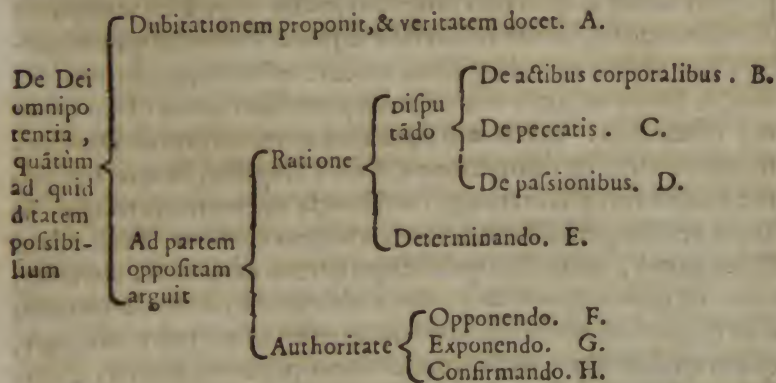 Dubitationem proponit, & veritatem docet. A.
De Dei
omnipo
tentia,
quãtùm
ad quid
ditatem
poſsibi-
lium
Ad partem
oppoſitam
arguit
Ratione
Diſpu
tãdo
De actibus corporalibus. B.
De peccatis. C.
De paſsionibus. D.
Determinando. E.
Authoritate
Opponendo. F.
Exponendo. G.
Confirmando. H.